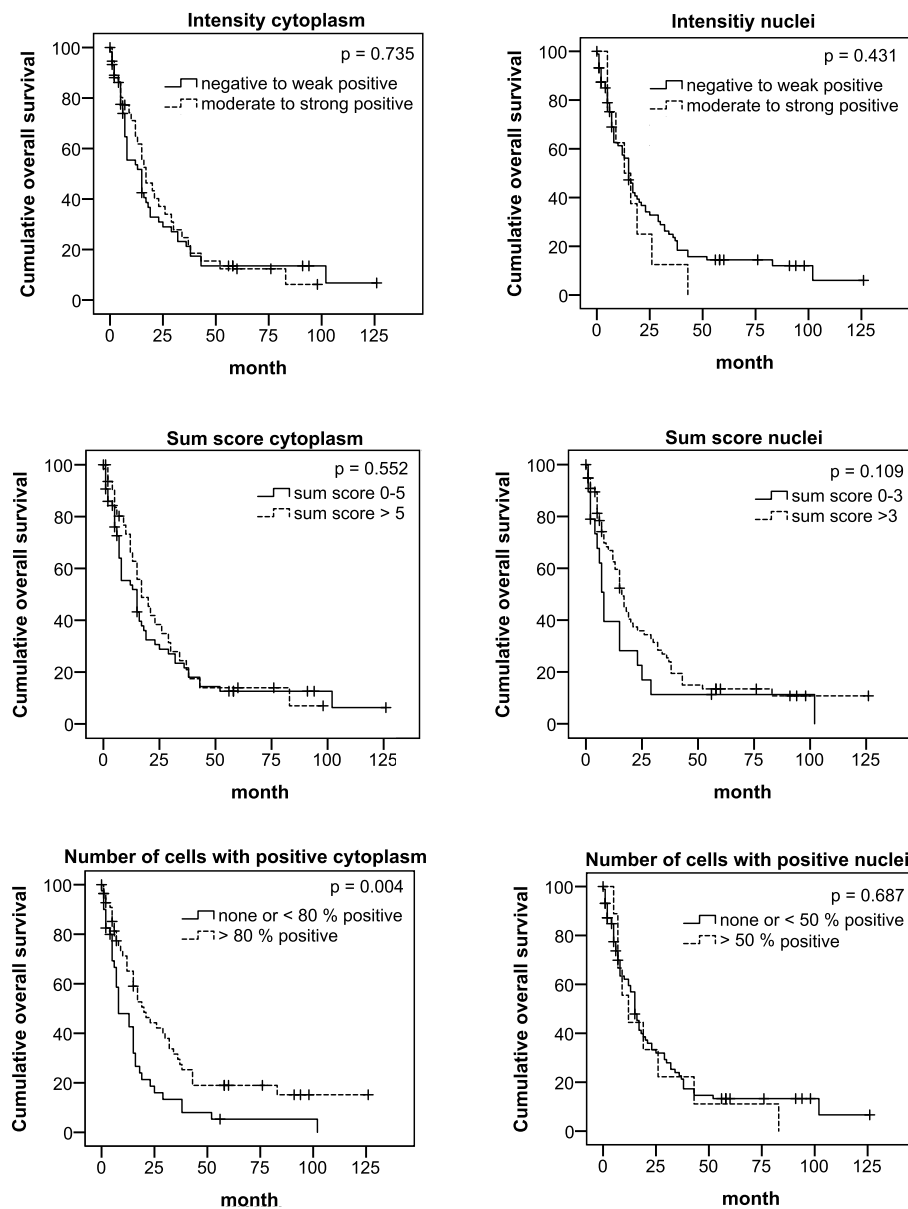 Intensity cytoplasm
p = 0.735
negative to weak positive
moderate to strong positive
Cumulative overall survival
100
80
60
40
20
0
0 25 50 75 100 125
month
Intensitiy nuclei
p = 0.431
negative to weak positive
moderate to strong positive
Cumulative overall survival
100
80
60
40
20
0
0 25 50 75 100 125
month
Sum score cytoplasm
p = 0.552
sum score 0-5
sum score > 5
Cumulative overall survival
100
80
60
40
20
0
0 25 50 75 100 125
month
Sum score nuclei
p = 0.109
sum score 0-3
sum score >3
Cumulative overall survival
100
80
60
40
20
0
0 25 50 75 100 125
month
Number of cells with positive cytoplasm
p = 0.004
none or < 80 % positive
> 80 % positive
Cumulative overall survival
100
80
60
40
20
0
0 25 50 75 100 125
month
Number of cells with positive nuclei
p = 0.687
none or < 50 % positive
> 50 % positive
Cumulative overall survival
100
80
60
40
20
0
0 25 50 75 100 125
month